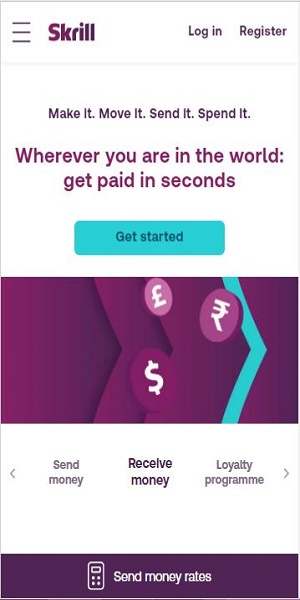 Skrill
Log in
Register
Make It. Move It. Send It. Spend It.
Wherever you are in the world:
get paid in seconds
Get started
£
₹
$
Send
money
Receive
money
Loyalty
programme
Send money rates